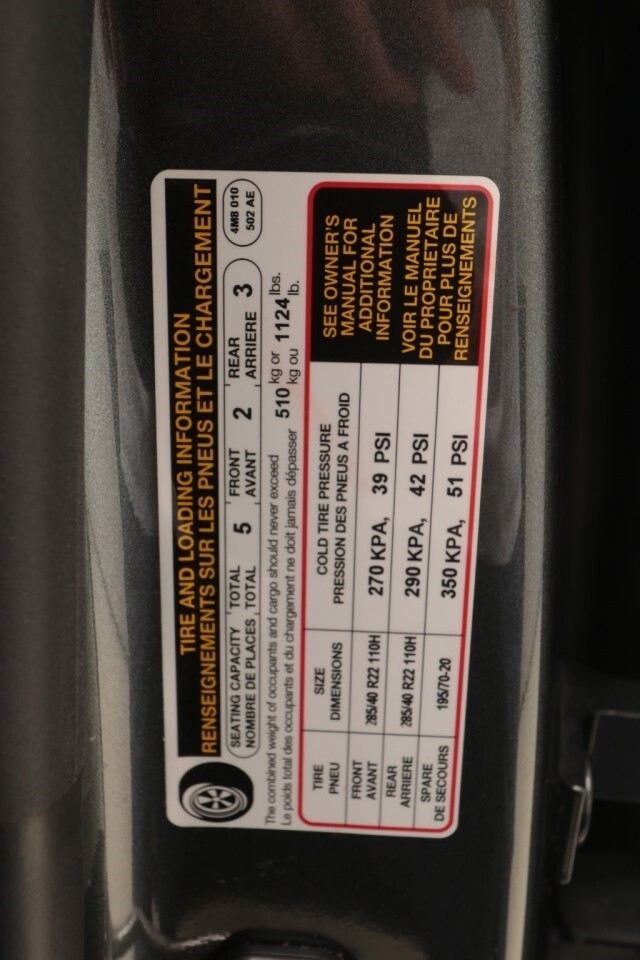 TIRE AND LOADING INFORMATION
RENSEIGNEMENTS SUR LES PNEUS ET LE CHARGEMENT
SEATING CAPACITY TOTAL 5 FRONT 2 REAR 3
NOMBRE DE PLACES TOTAL AVANT ARRIERE
4M8 010
502 AE
The combined weight of occupants and cargo should never exceed 510 kg or 1124 lbs.
Le poids total des occupants et du chargement ne doit jamais dépasser kg ou lb.
TIRE SIZE COLD TIRE PRESSURE
PNEU DIMENSIONS PRESSION DES PNEUS A FROID
FRONT
AVANT 285/40 R22 110H 270 KPA, 39 PSI
REAR
ARRIERE 285/40 R22 110H 290 KPA, 42 PSI
SPARE
DE SECOURS 195/70-20 350 KPA, 51 PSI
SEE OWNER'S
MANUAL FOR
ADDITIONAL
INFORMATION
VOIR LE MANUEL
DU PROPRIETAIRE
POUR PLUS DE
RENSEIGNEMENTS